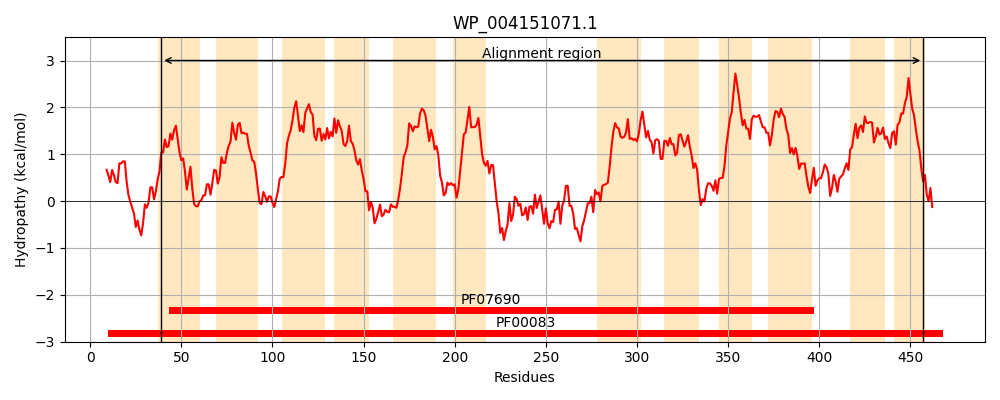 WP_004151071.1
Alignment region
3
2
1
0
−1
−2
−3
Hydropathy (kcal/mol)
PF07690
PF00083
0 50 100 150 200 250 300 350 400 450
Residues